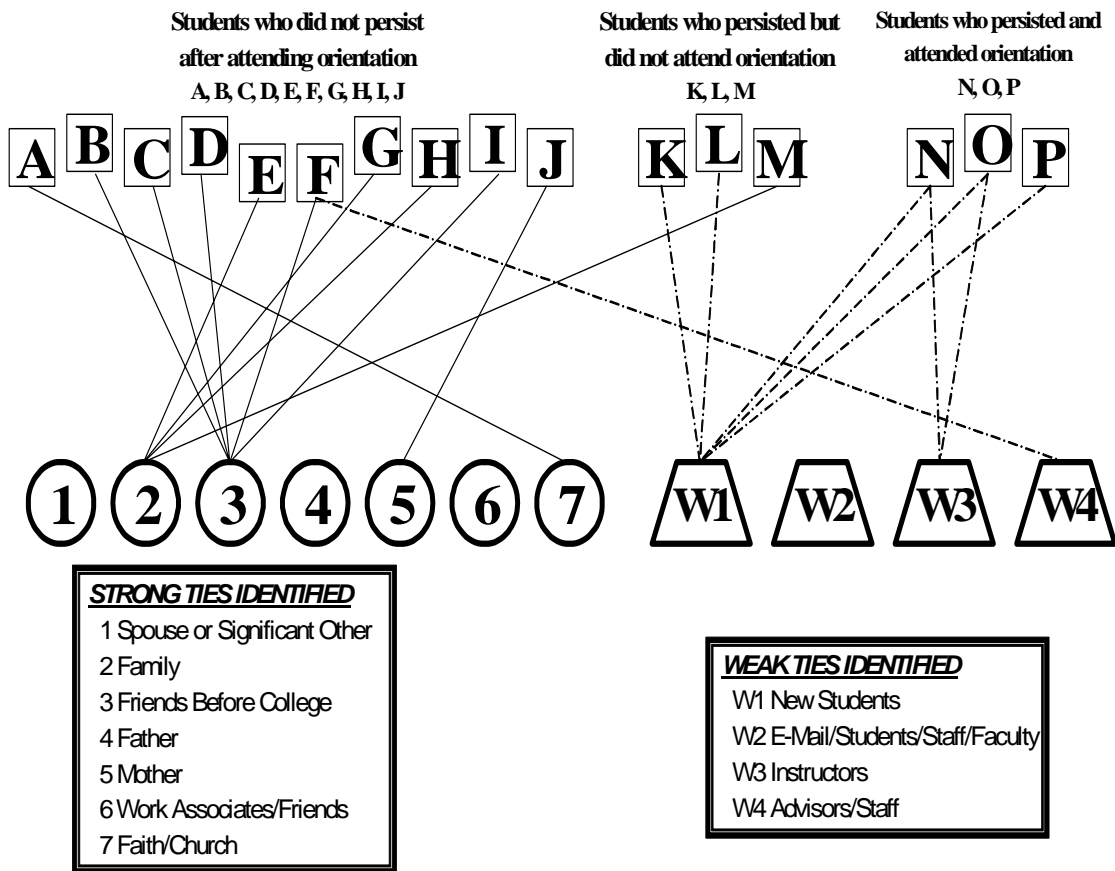 Students who did not persist
after attending orientation
A, B, C, D, E, F, G, H, I, J
Students who persisted but
did not attend orientation
K, L, M
Students who persisted and
attended orientation
N, O, P
A B C D E F G H I J K L M N O P
1 2 3 4 5 6 7 W1 W2 W3 W4
STRONG TIES IDENTIFIED
1 Spouse or Significant Other
2 Family
3 Friends Before College
4 Father
5 Mother
6 Work Associates/Friends
7 Faith/Church
WEAK TIES IDENTIFIED
W1 New Students
W2 E-Mail/Students/Staff/Faculty
W3 Instructors
W4 Advisors/Staff